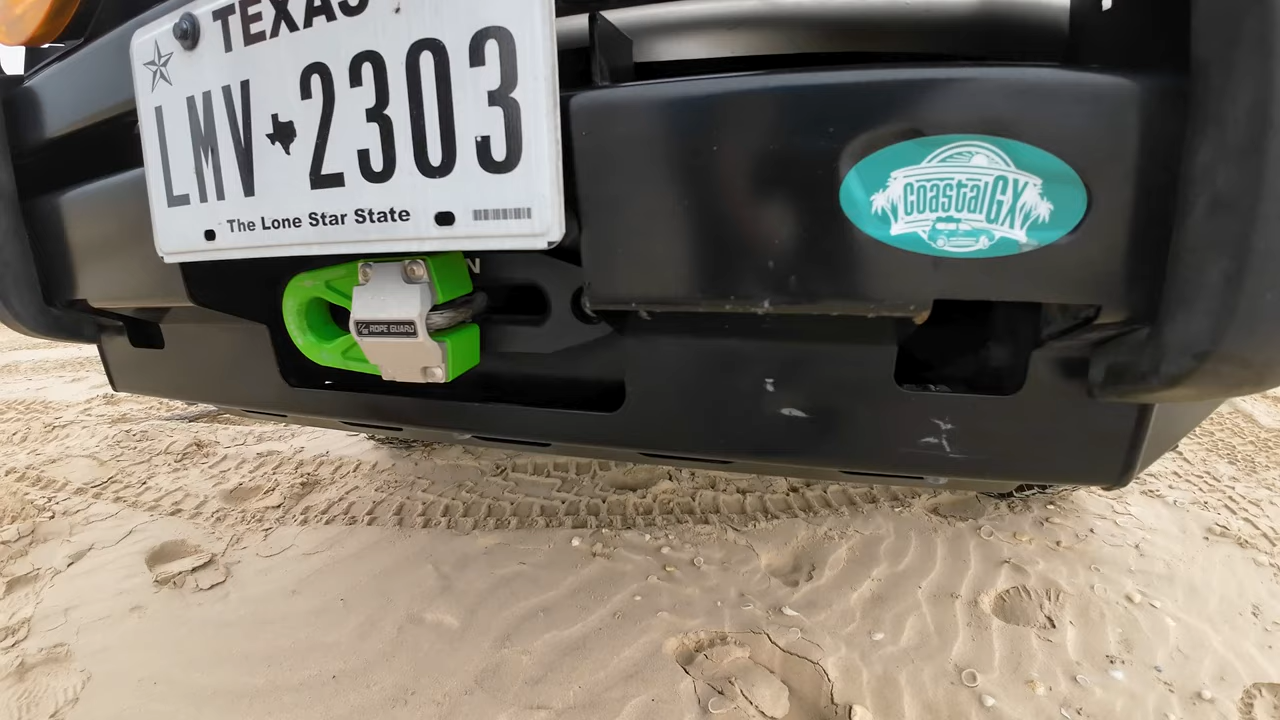 TEXAS
LMV 2303
The Lone Star State
CoastalGX
ROPE GUARD
N